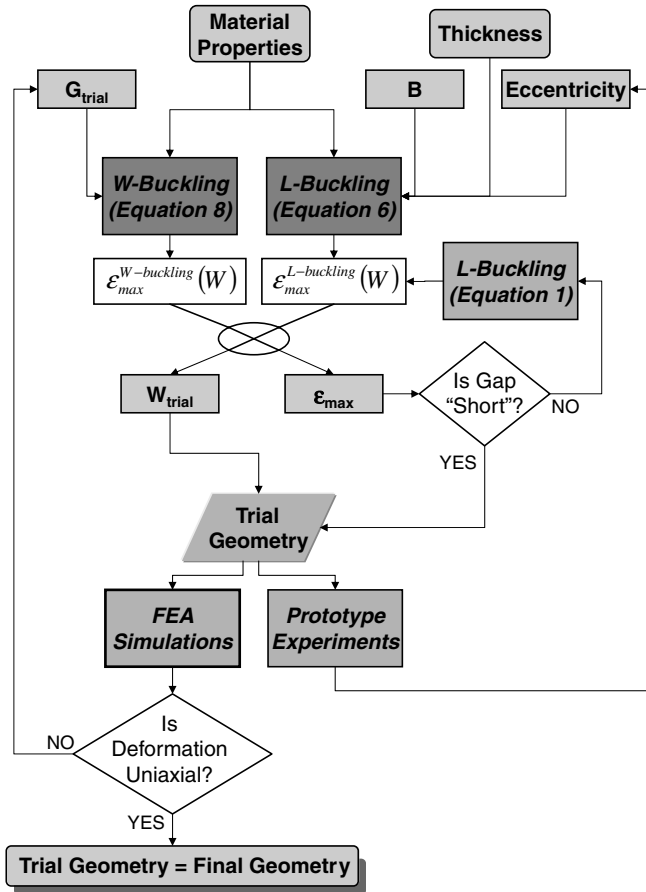 Material
Properties
Thickness
G_trial
B
Eccentricity
W-Buckling
(Equation 8)
L-Buckling
(Equation 6)
ε_max^{W-buckling}(W)
ε_max^{L-buckling}(W)
L-Buckling
(Equation 1)
W_trial
ε_max
Is Gap
“Short”?
NO
YES
Trial
Geometry
FEA
Simulations
Prototype
Experiments
Is
Deformation
Uniaxial?
NO
YES
Trial Geometry = Final Geometry